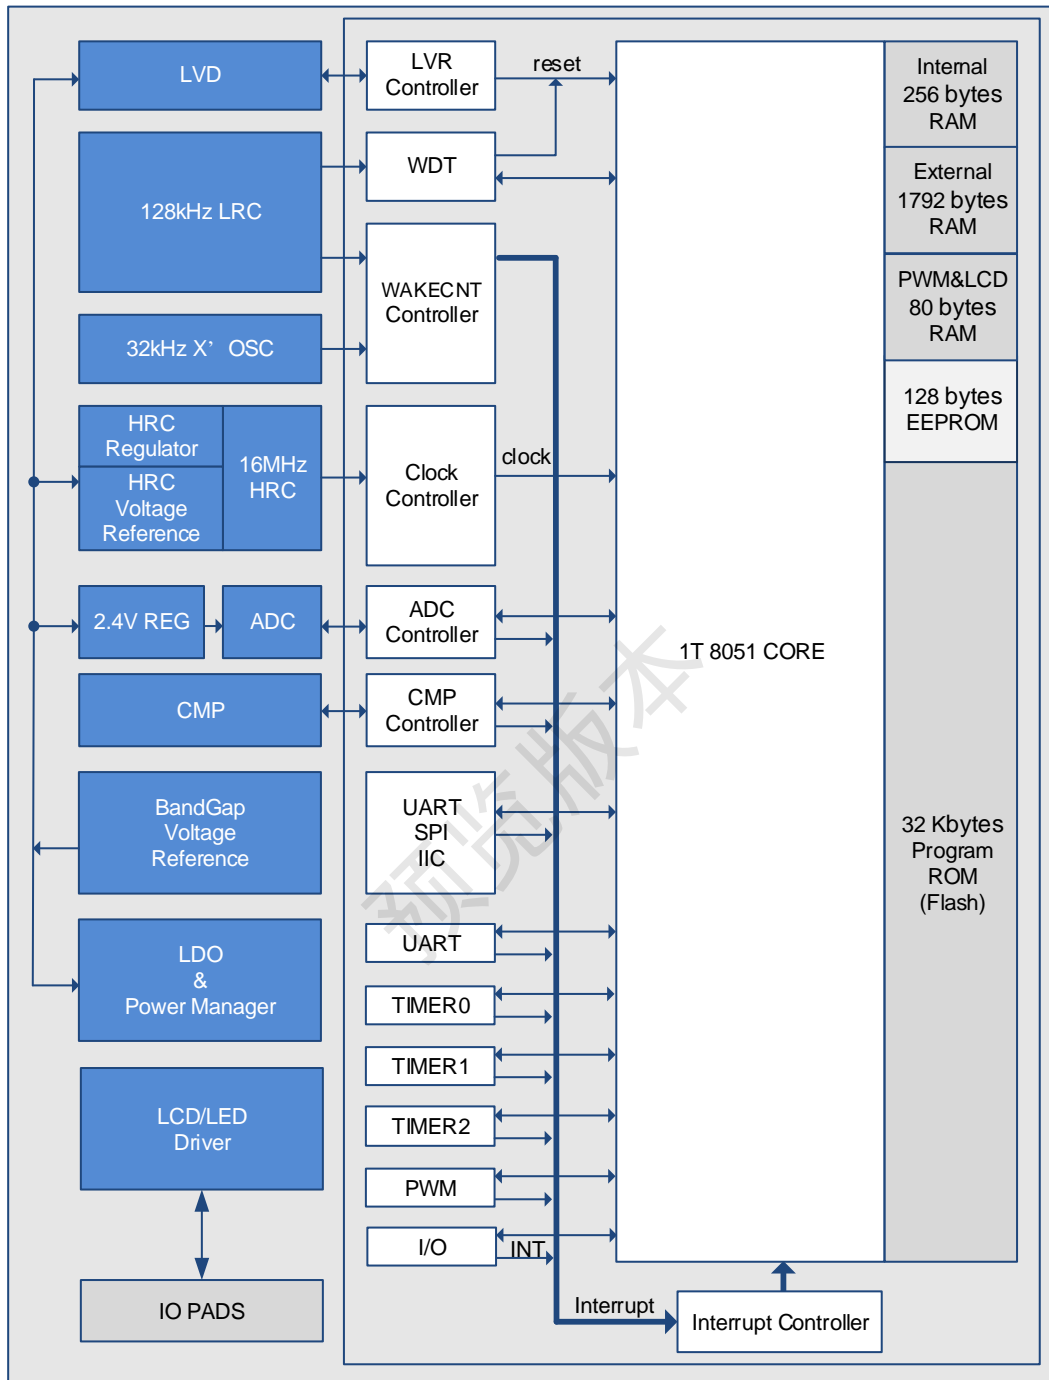 LVD
LVR
Controller
reset
Internal
256 bytes
RAM
128kHz LRC
WDT
External
1792 bytes
RAM
WAKECNT
Controller
PWM&LCD
80 bytes
RAM
32kHz X’ OSC
128 bytes
EEPROM
HRC
Regulator
HRC
Voltage
Reference
16MHz
HRC
Clock
Controller
clock
2.4V REG
ADC
ADC
Controller
1T 8051 CORE
CMP
CMP
Controller
BandGap
Voltage
Reference
UART
SPI
IIC
32 Kbytes
Program
ROM
(Flash)
预览版本
LDO
&
Power Manager
UART
TIMER0
TIMER1
LCD/LED
Driver
TIMER2
PWM
I/O
INT
IO PADS
Interrupt
Interrupt Controller